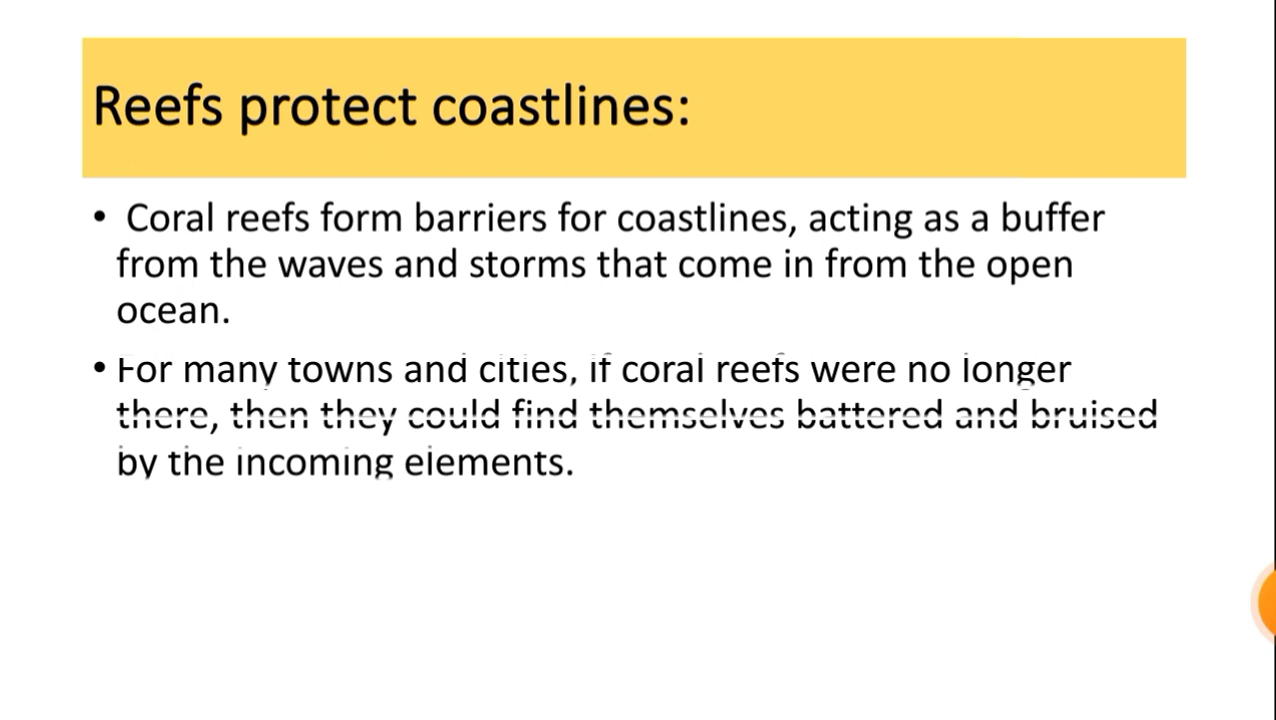 Reefs protect coastlines:
• Coral reefs form barriers for coastlines, acting as a buffer
from the waves and storms that come in from the open
ocean.
• For many towns and cities, if coral reefs were no longer
there, then they could find themselves battered and bruised
by the incoming elements.